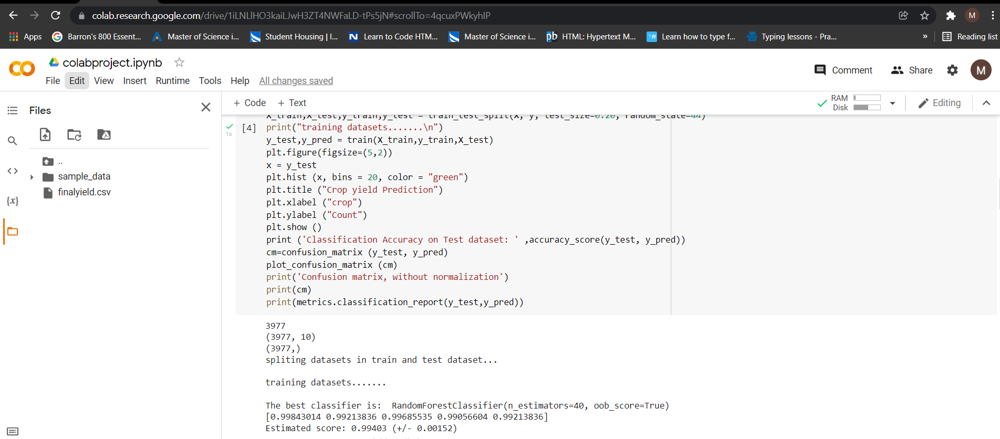 colab.research.google.com/drive/1iLNLlHO3kaiLJwH3ZT4NWFaLD-tPs5jN#scrollTo=4qcuxPWkyhIP
M
Apps
Barron's 800 Essent...
Master of Science i...
Student Housing | I...
Learn to Code HTM...
Master of Science i...
HTML: Hypertext M...
Learn how to type f...
Typing lessons - Pra...
»
Reading list
colabproject.ipynb
Comment
Share
M
File Edit View Insert Runtime Tools Help All changes saved
Files
+ Code + Text
RAM
Disk
Editing
..
sample_data
finalyield.csv
{x}
X_train,X_test,y_train,y_test = train_test_split(X, y, test_size=0.20, random_state=44)
1s
[4]
print("training datasets.......\n")
y_test,y_pred = train(X_train,y_train,X_test)
plt.figure(figsize=(5,2))
x = y_test
plt.hist (x, bins = 20, color = "green")
plt.title ("Crop yield Prediction")
plt.xlabel ("crop")
plt.ylabel ("Count")
plt.show ()
print ('Classification Accuracy on Test dataset: ' ,accuracy_score(y_test, y_pred))
cm=confusion_matrix (y_test, y_pred)
plot_confusion_matrix (cm)
print('Confusion matrix, without normalization')
print(cm)
print(metrics.classification_report(y_test,y_pred))
3977
(3977, 10)
(3977,)
spliting datasets in train and test dataset...
training datasets.......
The best classifier is:  RandomForestClassifier(n_estimators=40, oob_score=True)
[0.99843014 0.99213836 0.99685535 0.99056604 0.99213836]
Estimated score: 0.99403 (+/- 0.00152)